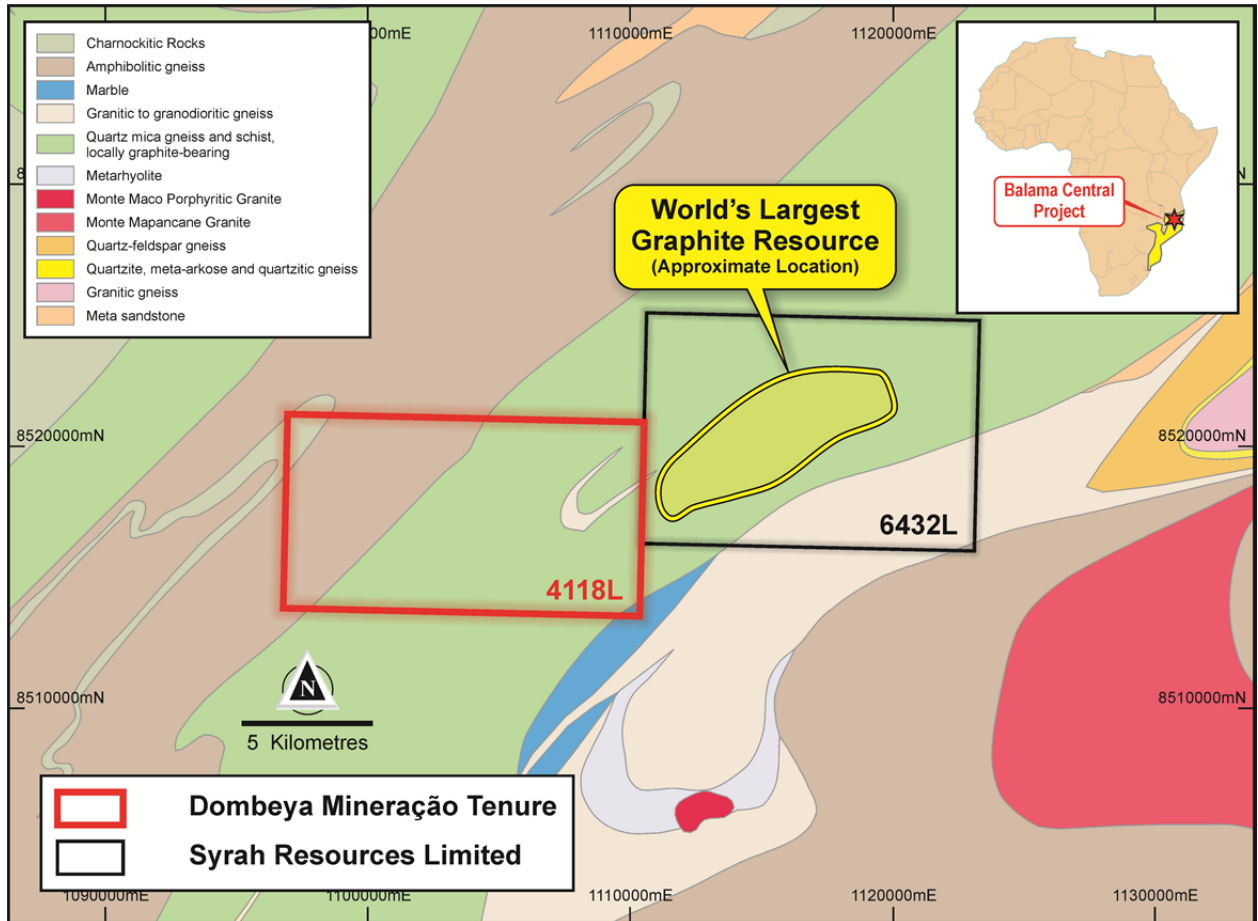 Charnockitic Rocks
Amphibolitic gneiss
Marble
Granitic to granodioritic gneiss
Quartz mica gneiss and schist,
locally graphite-bearing
Metarhyolite
Monte Maco Porphyritic Granite
Monte Mapancane Granite
Quartz-feldspar gneiss
Quartzite, meta-arkose and quartzitic gneiss
Granitic gneiss
Meta sandstone
1110000mE
1120000mE
Balama Central
Project
World's Largest
Graphite Resource
(Approximate Location)
8520000mN
8520000mN
6432L
4118L
8510000mN
8510000mN
N
5 Kilometres
Dombeya Mineração Tenure
Syrah Resources Limited
1090000mE
1100000mE
1110000mE
1120000mE
1130000mE